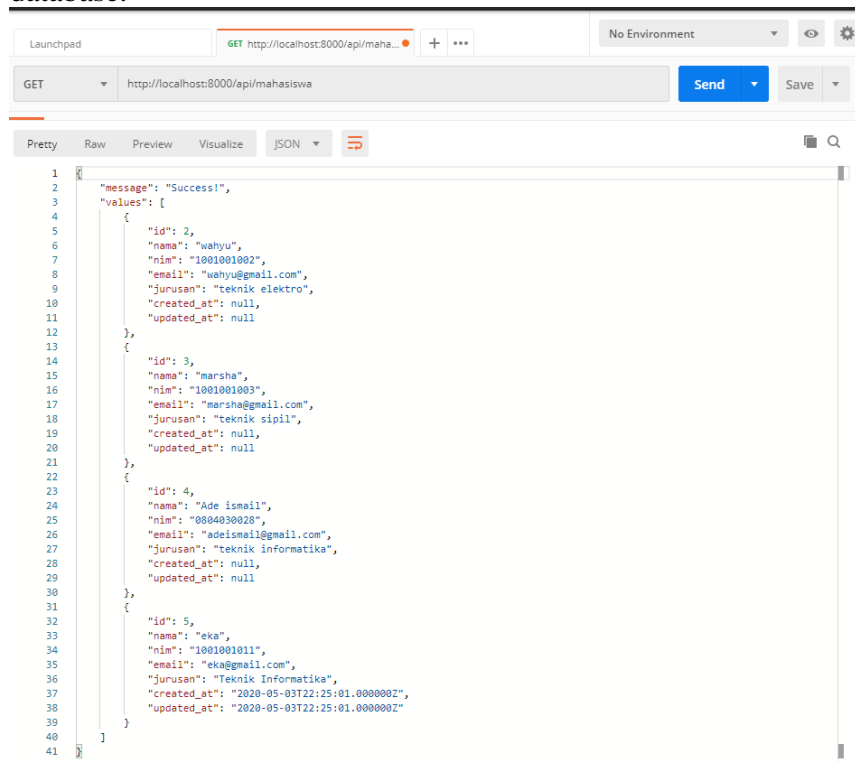 database.
Launchpad
GET http://localhost:8000/api/maha...
+ •••
No Environment
GET http://localhost:8000/api/mahasiswa
Send
Save
Pretty Raw Preview Visualize JSON
1 {
2 "message": "Success!",
3 "values": [
4 {
5 "id": 2,
6 "nama": "wahyu",
7 "nim": "1001001002",
8 "email": "wahyu@gmail.com",
9 "jurusan": "teknik elektro",
10 "created_at": null,
11 "updated_at": null
12 },
13 {
14 "id": 3,
15 "nama": "marsha",
16 "nim": "1001001003",
17 "email": "marsha@gmail.com",
18 "jurusan": "teknik sipil",
19 "created_at": null,
20 "updated_at": null
21 },
22 {
23 "id": 4,
24 "nama": "Ade ismail",
25 "nim": "0804030028",
26 "email": "adeismail@gmail.com",
27 "jurusan": "teknik informatika",
28 "created_at": null,
29 "updated_at": null
30 },
31 {
32 "id": 5,
33 "nama": "eka",
34 "nim": "1001001011",
35 "email": "eka@gmail.com",
36 "jurusan": "Teknik Informatika",
37 "created_at": "2020-05-03T22:25:01.000000Z",
38 "updated_at": "2020-05-03T22:25:01.000000Z"
39 }
40 ]
41 }